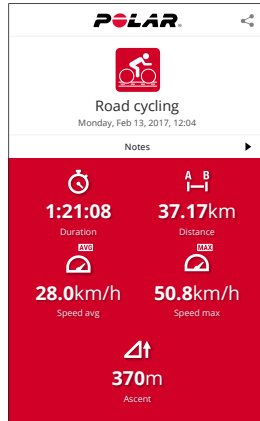 POLAR
Road cycling
Monday, Feb 13, 2017, 12:04
Notes
A B
1:21:08
Duration
37.17km
Distance
AVG
28.0km/h
Speed avg
MAX
50.8km/h
Speed max
370m
Ascent